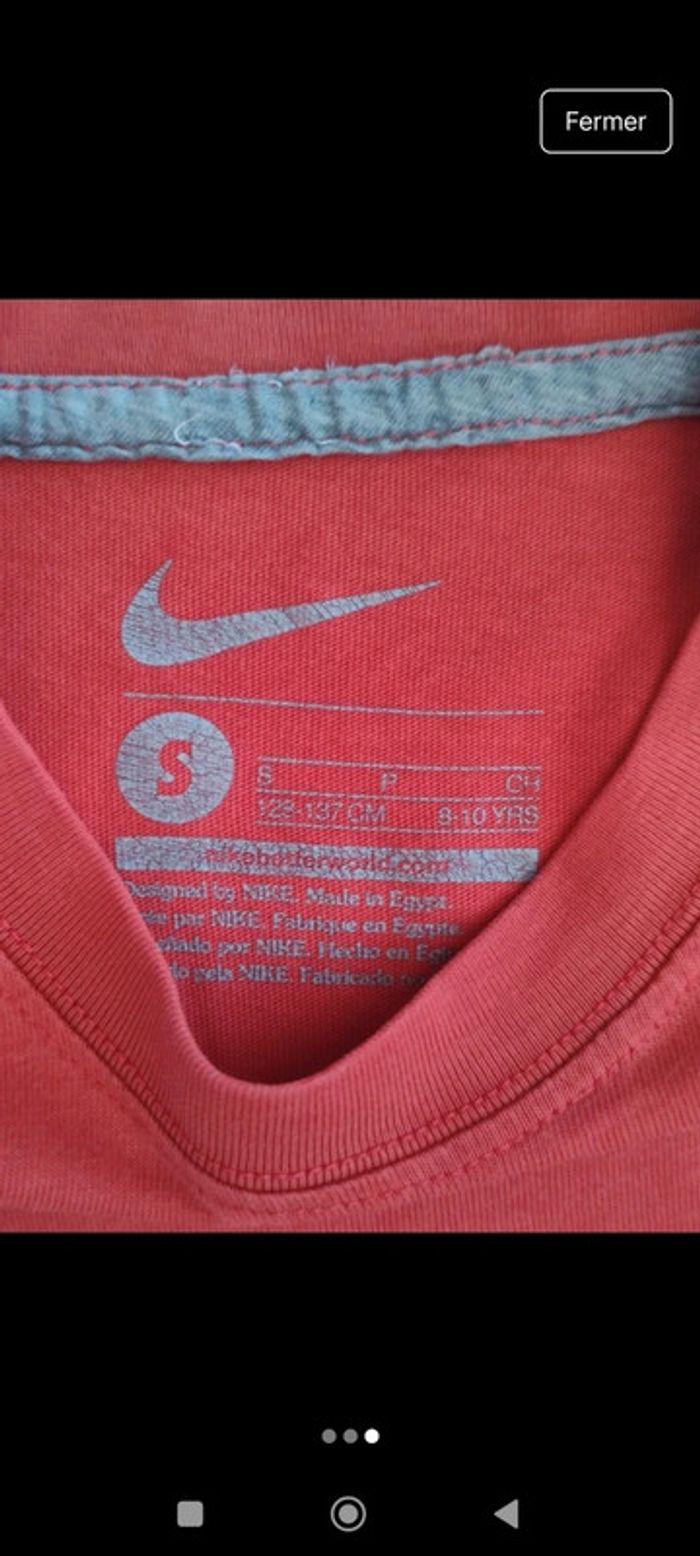 Fermer
S
S P CH
128-137 CM 8-10 YRS
nikebetterworld.com
Designed by NIKE. Made in Egypt.
par NIKE. Fabrique en Egypte.
por NIKE. Hecho en
pela NIKE. Fabricado